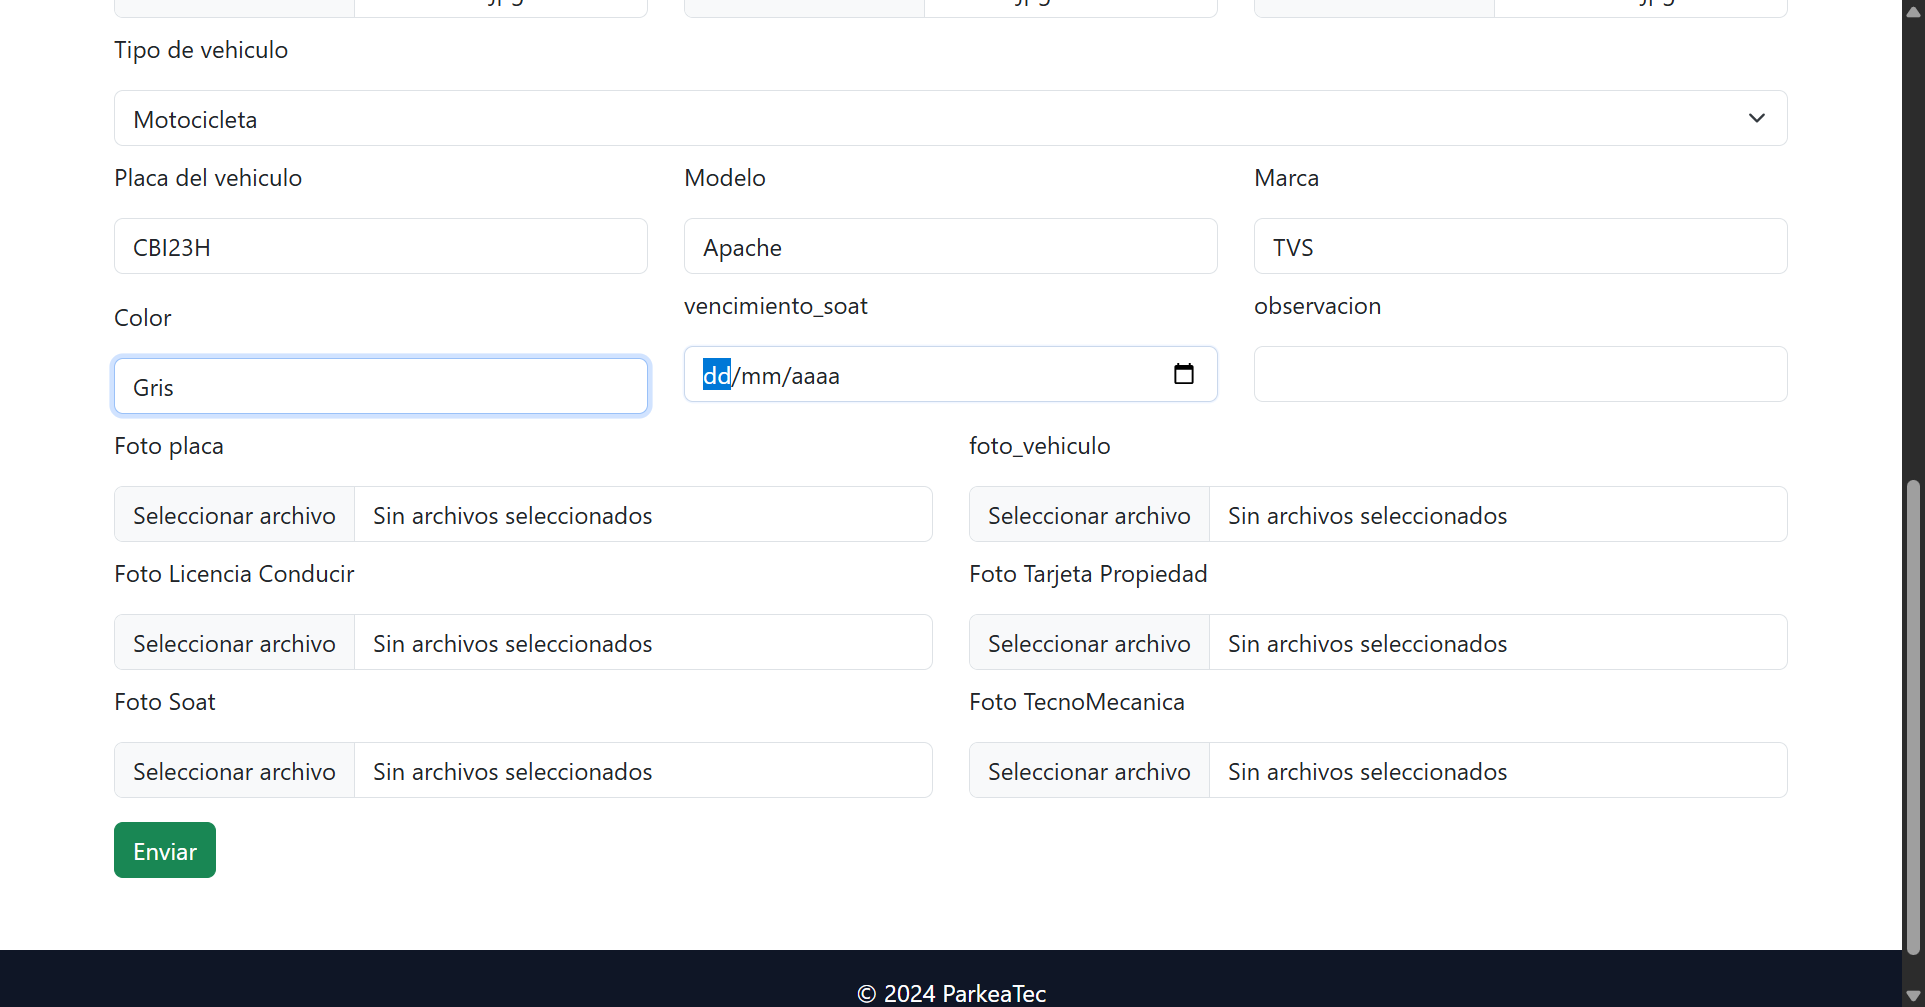 Tipo de vehiculo
Motocicleta
Placa del vehiculo
Modelo
Marca
CBI23H
Apache
TVS
Color
vencimiento_soat
observacion
Gris
dd/mm/aaaa
Foto placa
foto_vehiculo
Seleccionar archivo Sin archivos seleccionados
Seleccionar archivo Sin archivos seleccionados
Foto Licencia Conducir
Foto Tarjeta Propiedad
Seleccionar archivo Sin archivos seleccionados
Seleccionar archivo Sin archivos seleccionados
Foto Soat
Foto TecnoMecanica
Seleccionar archivo Sin archivos seleccionados
Seleccionar archivo Sin archivos seleccionados
Enviar
© 2024 ParkeaTec